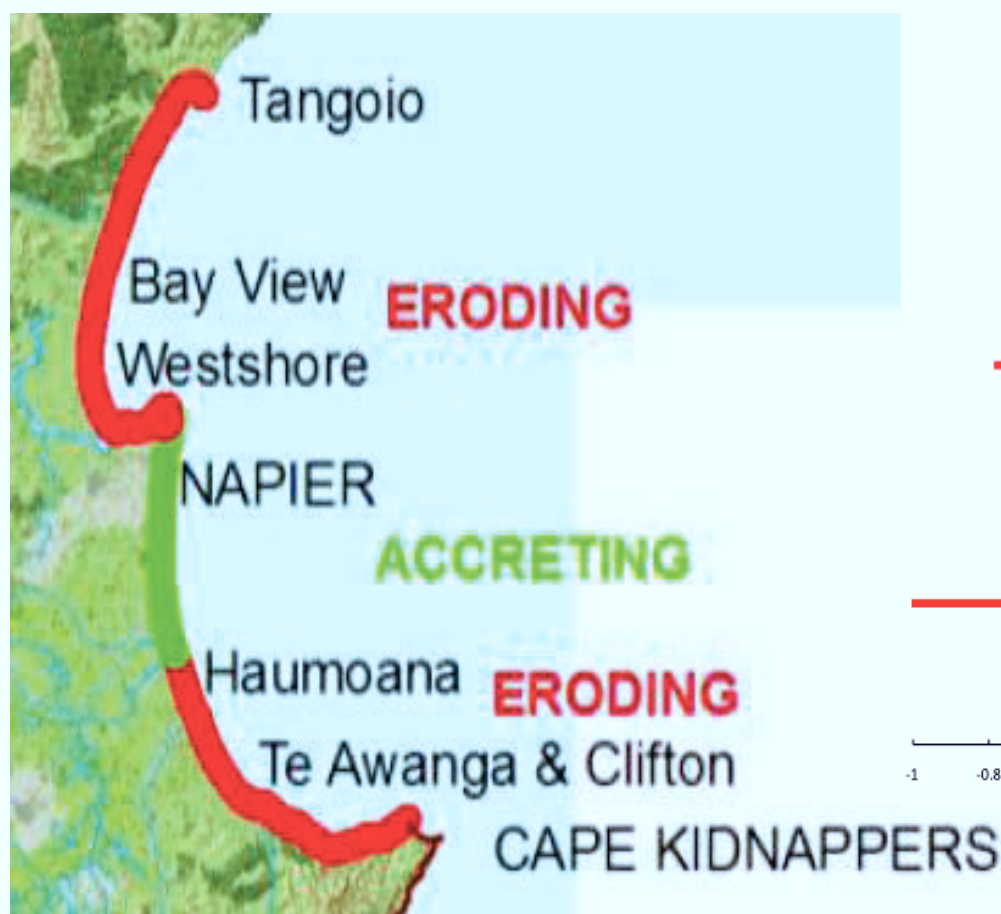 Tangoio
Bay View
ERODING
Westshore
NAPIER
ACCRETING
Haumoana
ERODING
Te Awanga & Clifton
-1 -0.8
CAPE KIDNAPPERS